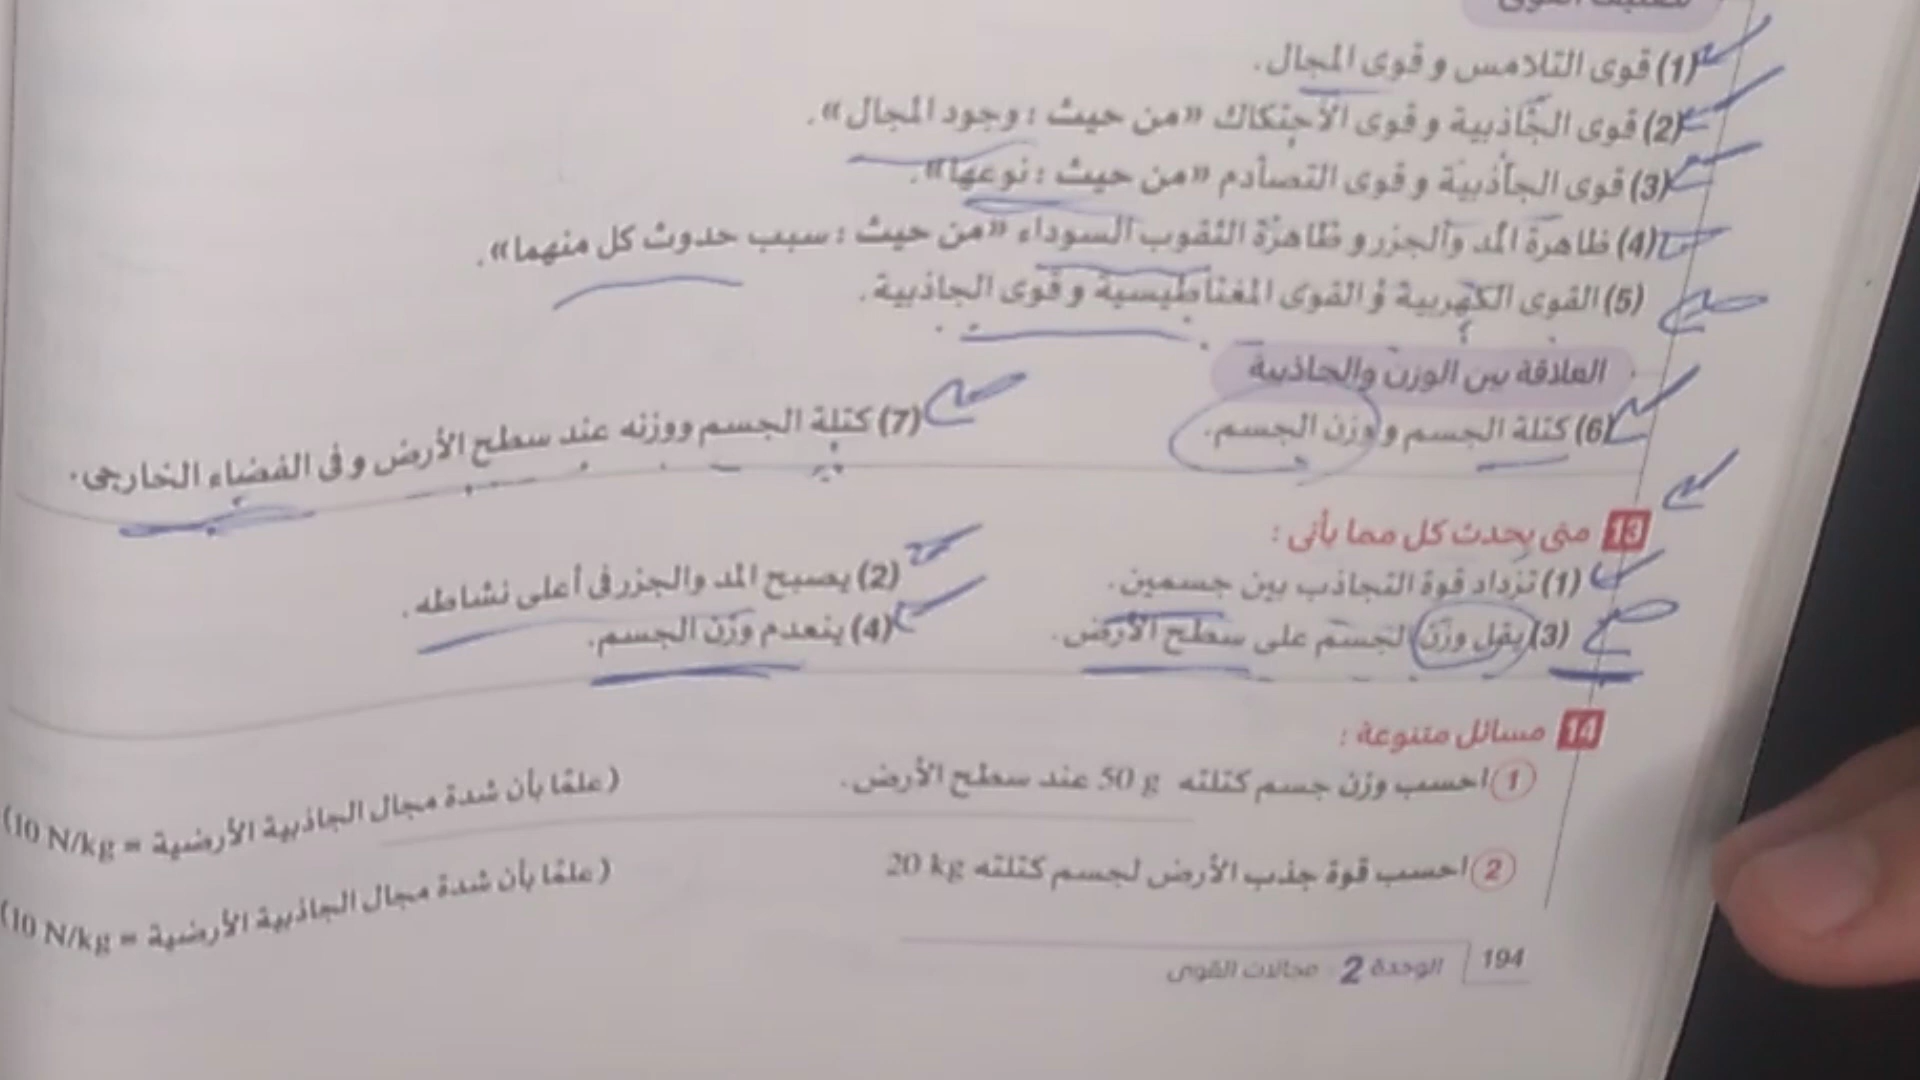 (1) قوى التلامس و قوى المجال.
(2) قوى الجاذبية و قوى الاحتكاك «من حيث : وجود المجال».
(3) قوى الجاذبية و قوى التصادم «من حيث : نوعها».
(4) ظاهرة المد والجزر و ظاهرة الثقوب السوداء «من حيث : سبب حدوث كل منهما».
(5) القوى الكهربية و القوى المغناطيسية و قوى الجاذبية.
العلاقة بين الوزن والجاذبية
(6) كتلة الجسم و وزن الجسم.
(7) كتلة الجسم ووزنه عند سطح الأرض و فى الفضاء الخارجى.
13 متى يحدث كل مما يأتى :
(1) تزداد قوة التجاذب بين جسمين.
(2) يصبح المد والجزر فى أعلى نشاطه.
(3) يقل وزن الجسم على سطح الأرض.
(4) ينعدم وزن الجسم.
14 مسائل متنوعة :
1 احسب وزن جسم كتلته 50 g عند سطح الأرض.
(علمًا بأن شدة مجال الجاذبية الأرضية = 10 N/kg)
2 احسب قوة جذب الأرض لجسم كتلته 20 kg
(علمًا بأن شدة مجال الجاذبية الأرضية = 10 N/kg)
194 الوحدة 2 : مجالات القوى